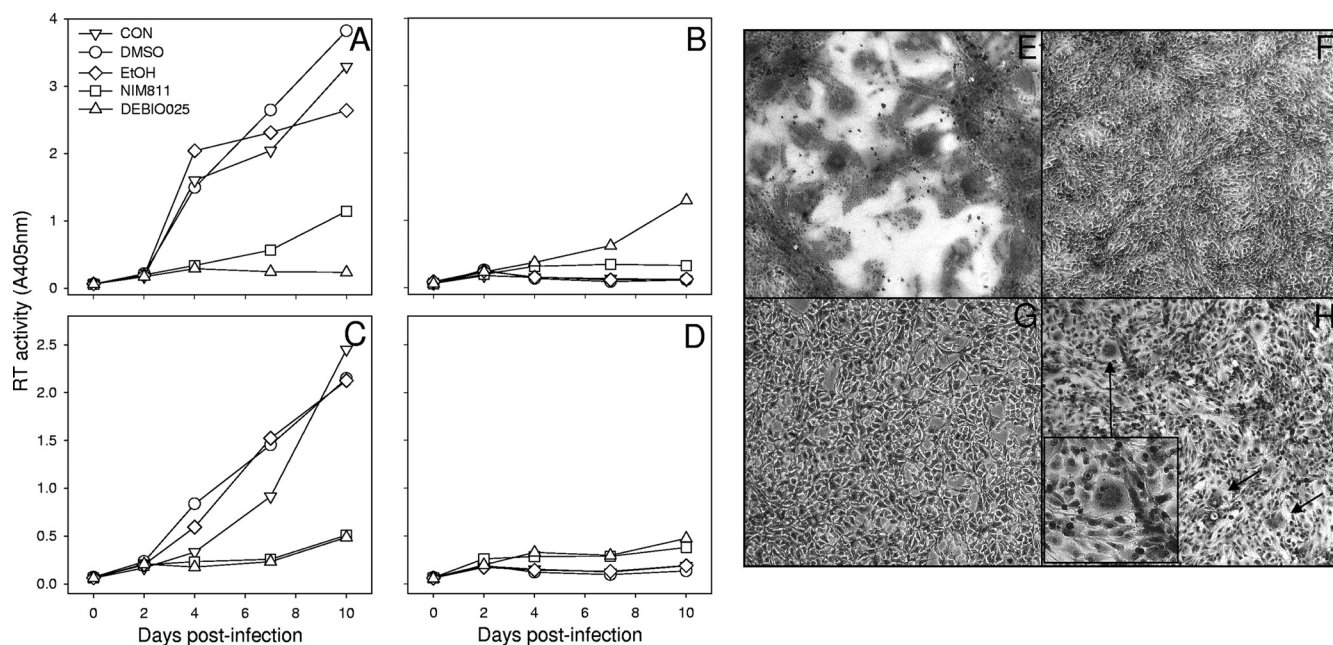 A
B
E
F
4
3
2
1
0
CON
DMSO
EtOH
NIM811
DEBIO025
RT activity (A405nm)
C
D
G
H
2.5
2.0
1.5
1.0
0.5
0.0
0 2 4 6 8 10
0 2 4 6 8 10
Days post-infection
Days post-infection